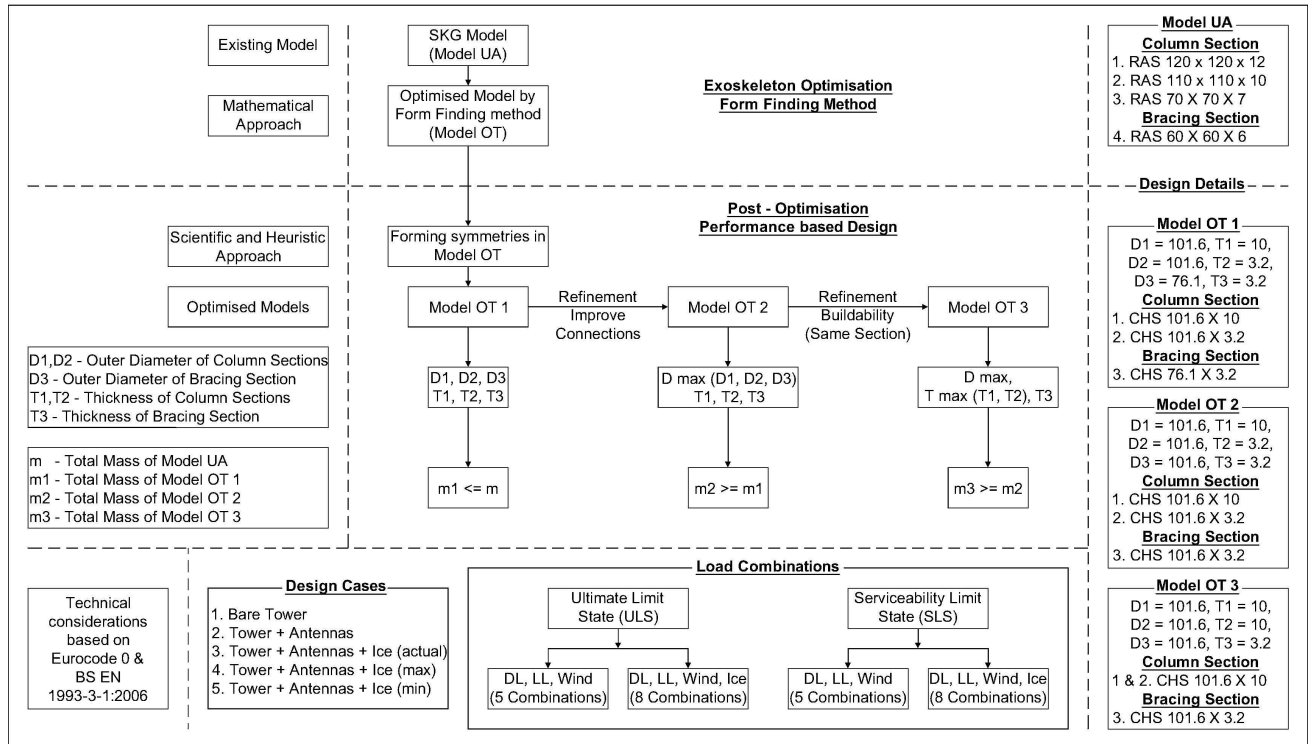 Existing Model
SKG Model
(Model UA)
Mathematical
Approach
Optimised Model by
Form Finding method
(Model OT)
Exoskeleton Optimisation
Form Finding Method
Model UA
Column Section
1. RAS 120 x 120 x 12
2. RAS 110 x 110 x 10
3. RAS 70 X 70 X 7
Bracing Section
4. RAS 60 X 60 X 6
Design Details
Post - Optimisation
Performance based Design
Scientific and Heuristic
Approach
Forming symmetries in
Model OT
Optimised Models
Model OT 1
Refinement
Improve
Connections
Model OT 2
Refinement
Buildability
(Same Section)
Model OT 3
D1,D2 - Outer Diameter of Column Sections
D3 - Outer Diameter of Bracing Section
T1,T2 - Thickness of Column Sections
T3 - Thickness of Bracing Section
D1, D2, D3
T1, T2, T3
D max (D1, D2, D3)
T1, T2, T3
D max,
T max (T1, T2), T3
m - Total Mass of Model UA
m1 - Total Mass of Model OT 1
m2 - Total Mass of Model OT 2
m3 - Total Mass of Model OT 3
m1 <= m
m2 >= m1
m3 >= m2
Model OT 1
D1 = 101.6, T1 = 10,
D2 = 101.6, T2 = 3.2,
D3 = 76.1, T3 = 3.2
Column Section
1. CHS 101.6 X 10
2. CHS 101.6 X 3.2
Bracing Section
3. CHS 76.1 X 3.2
Model OT 2
D1 = 101.6, T1 = 10,
D2 = 101.6, T2 = 3.2,
D3 = 101.6, T3 = 3.2
Column Section
1. CHS 101.6 X 10
2. CHS 101.6 X 3.2
Bracing Section
3. CHS 101.6 X 3.2
Model OT 3
D1 = 101.6, T1 = 10,
D2 = 101.6, T2 = 10,
D3 = 101.6, T3 = 3.2
Column Section
1 & 2. CHS 101.6 X 10
Bracing Section
3. CHS 101.6 X 3.2
Technical
considerations
based on
Eurocode 0 &
BS EN
1993-3-1:2006
Design Cases
1. Bare Tower
2. Tower + Antennas
3. Tower + Antennas + Ice (actual)
4. Tower + Antennas + Ice (max)
5. Tower + Antennas + Ice (min)
Load Combinations
Ultimate Limit
State (ULS)
DL, LL, Wind
(5 Combinations)
DL, LL, Wind, Ice
(8 Combinations)
Serviceability Limit
State (SLS)
DL, LL, Wind
(5 Combinations)
DL, LL, Wind, Ice
(8 Combinations)